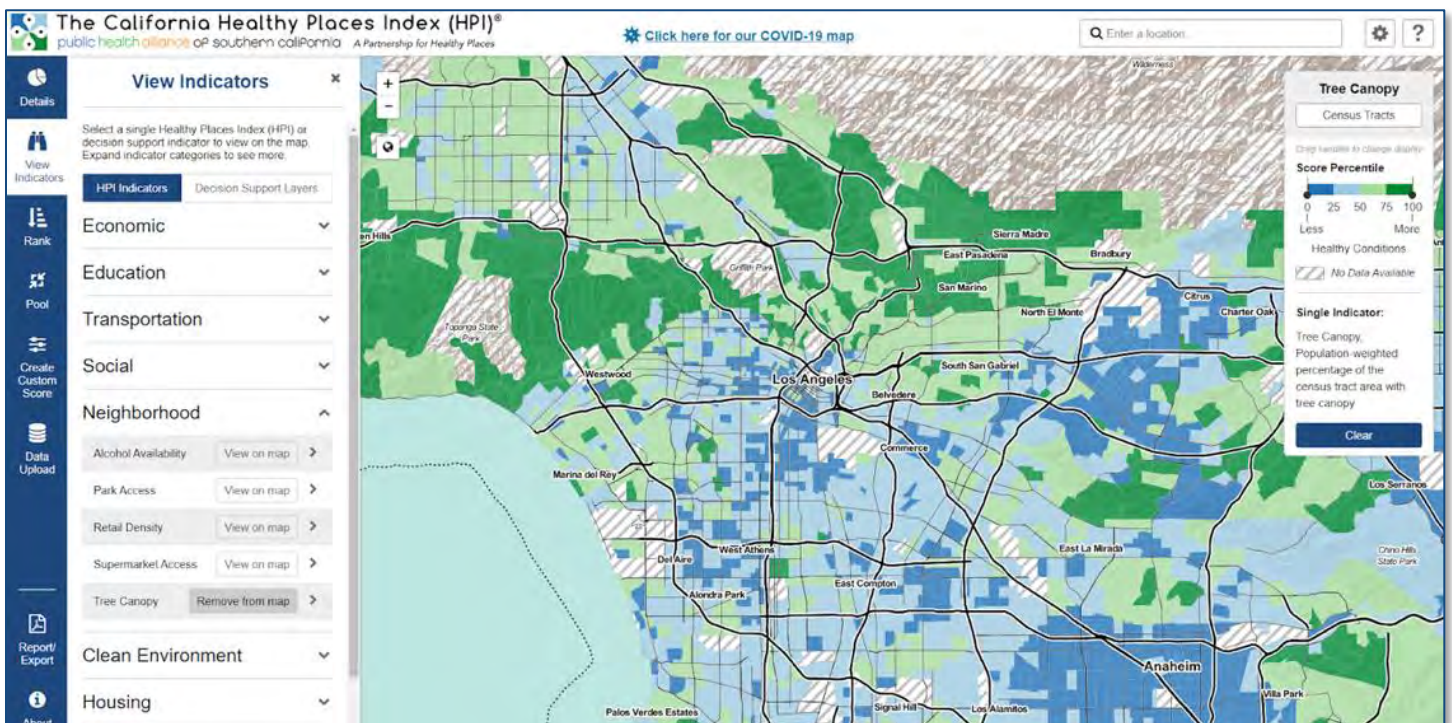 The California Healthy Places Index (HPI)®
public health alliance of southern california A Partnership for Healthy Places
Click here for our COVID-19 map
Enter a location
?
Details
View
Indicators
Rank
Pool
Create
Custom
Score
Data
Upload
Report/
Export
About
View Indicators
×
Select a single Healthy Places Index (HPI) or
decision support indicator to view on the map.
Expand indicator categories to see more.
HPI Indicators Decision Support Layers
Economic
Education
Transportation
Social
Neighborhood
Alcohol Availability View on map
Park Access View on map
Retail Density View on map
Supermarket Access View on map
Tree Canopy Remove from map
Clean Environment
Housing
+
−
Wilderness
en Hills
Griffith Park
Sierra Madre
East Pasadena
Bradbury
San Marino
North El Monte
Citrus
Charter Oak
Topanga State
Park
Westwood
Los Angeles
South San Gabriel
Belvedere
Commerce
Marina del Rey
Los Serranos
Del Aire
West Athens
East La Mirada
Chino Hills
State Park
East Compton
Alondra Park
Anaheim
Villa Park
Palos Verdes Estates
Signal Hill
Los Alamitos
Tree Canopy
Census Tracts
Drag handles to change display
Score Percentile
0 25 50 75 100
Less More
Healthy Conditions
No Data Available
Single Indicator:
Tree Canopy,
Population-weighted
percentage of the
census tract area with
tree canopy
Clear